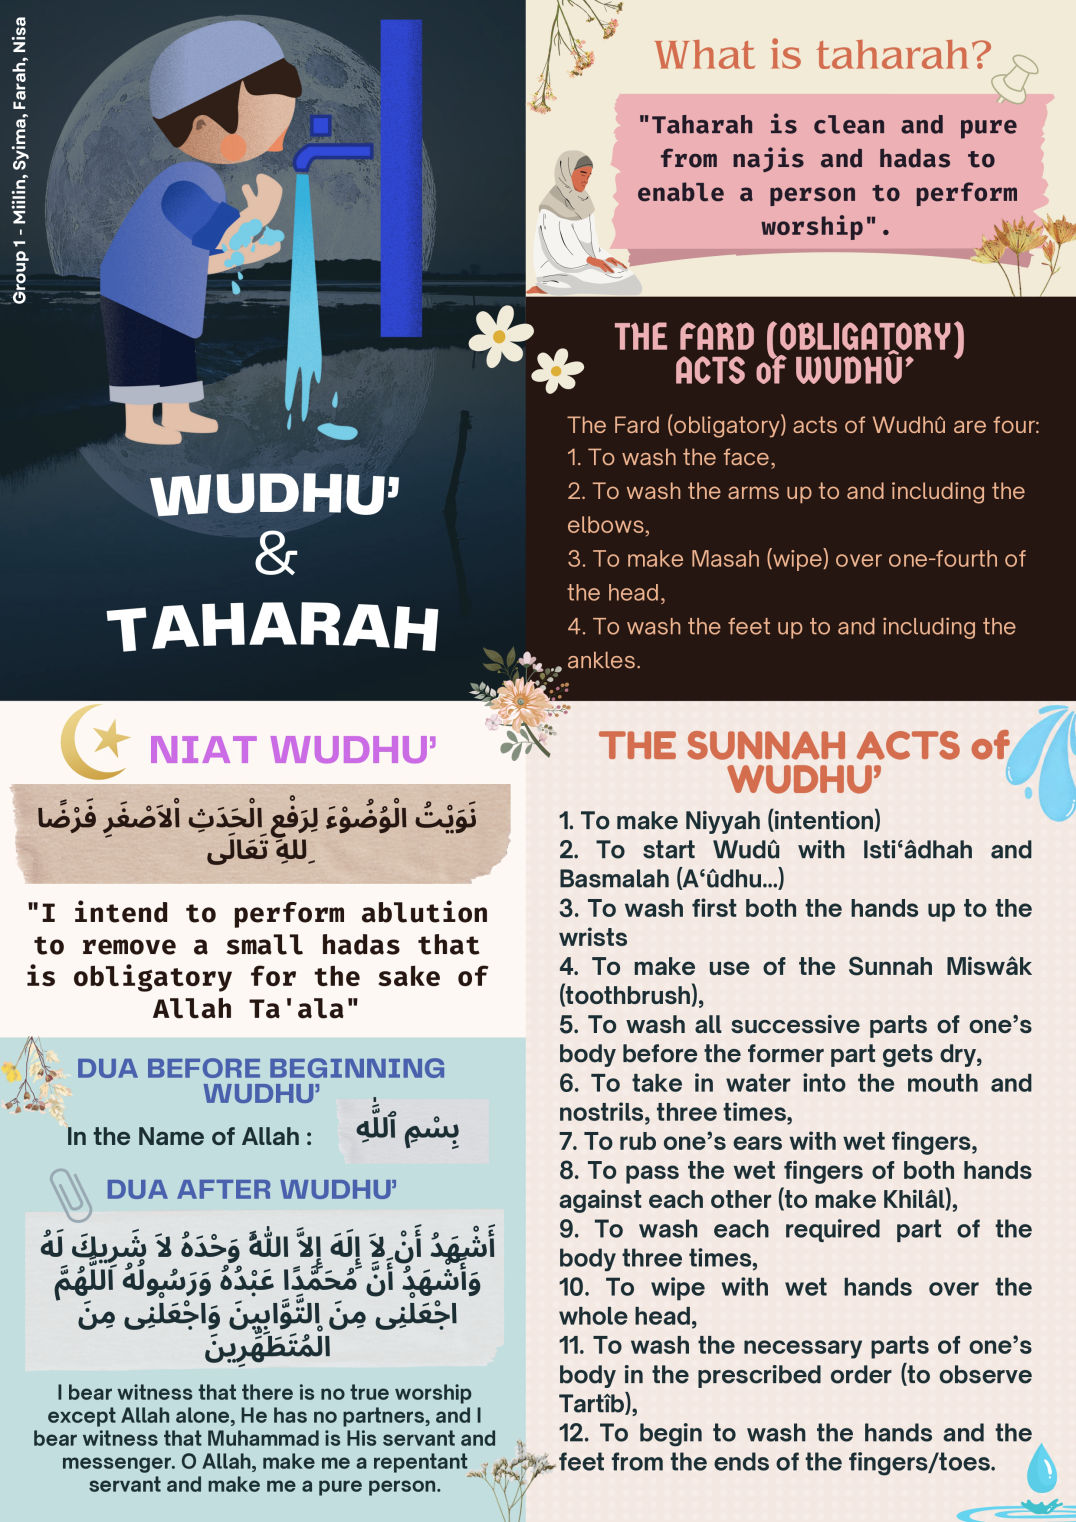 Group 1 - Miilin, Syima, Farah, Nisa
WUDHU’
&
TAHARAH
What is taharah?
"Taharah is clean and pure
from najis and hadas to
enable a person to perform
worship".
THE FARD (OBLIGATORY)
ACTS of WUDHÛ’
The Fard (obligatory) acts of Wudhû are four:
1. To wash the face,
2. To wash the arms up to and including the
elbows,
3. To make Masah (wipe) over one-fourth of
the head,
4. To wash the feet up to and including the
ankles.
NIAT WUDHU’
نَوَيْتُ الْوُضُوْءَ لِرَفْعِ الْحَدَثِ اْلاَصْغَرِ فَرْضًا
ِللهِ تَعَالَى
"I intend to perform ablution
to remove a small hadas that
is obligatory for the sake of
Allah Ta'ala"
DUA BEFORE BEGINNING
WUDHU’
In the Name of Allah :
بِسْمِ ٱللَّٰهِ
DUA AFTER WUDHU’
أَشْهَدُ أَنْ لاَ إِلَهَ إِلاَّ اللَّهُ وَحْدَهُ لاَ شَرِيكَ لَهُ
وَأَشْهَدُ أَنَّ مُحَمَّدًا عَبْدُهُ وَرَسُولُهُ اللَّهُمَّ
اجْعَلْنِى مِنَ التَّوَّابِينَ وَاجْعَلْنِى مِنَ
الْمُتَطَهِّرِينَ
I bear witness that there is no true worship
except Allah alone, He has no partners, and I
bear witness that Muhammad is His servant and
messenger. O Allah, make me a repentant
servant and make me a pure person.
THE SUNNAH ACTS of
WUDHU’
1. To make Niyyah (intention)
2. To start Wudû with Isti‘âdhah and
Basmalah (A‘ûdhu...)
3. To wash first both the hands up to the
wrists
4. To make use of the Sunnah Miswâk
(toothbrush),
5. To wash all successive parts of one’s
body before the former part gets dry,
6. To take in water into the mouth and
nostrils, three times,
7. To rub one’s ears with wet fingers,
8. To pass the wet fingers of both hands
against each other (to make Khilâl),
9. To wash each required part of the
body three times,
10. To wipe with wet hands over the
whole head,
11. To wash the necessary parts of one’s
body in the prescribed order (to observe
Tartîb),
12. To begin to wash the hands and the
feet from the ends of the fingers/toes.